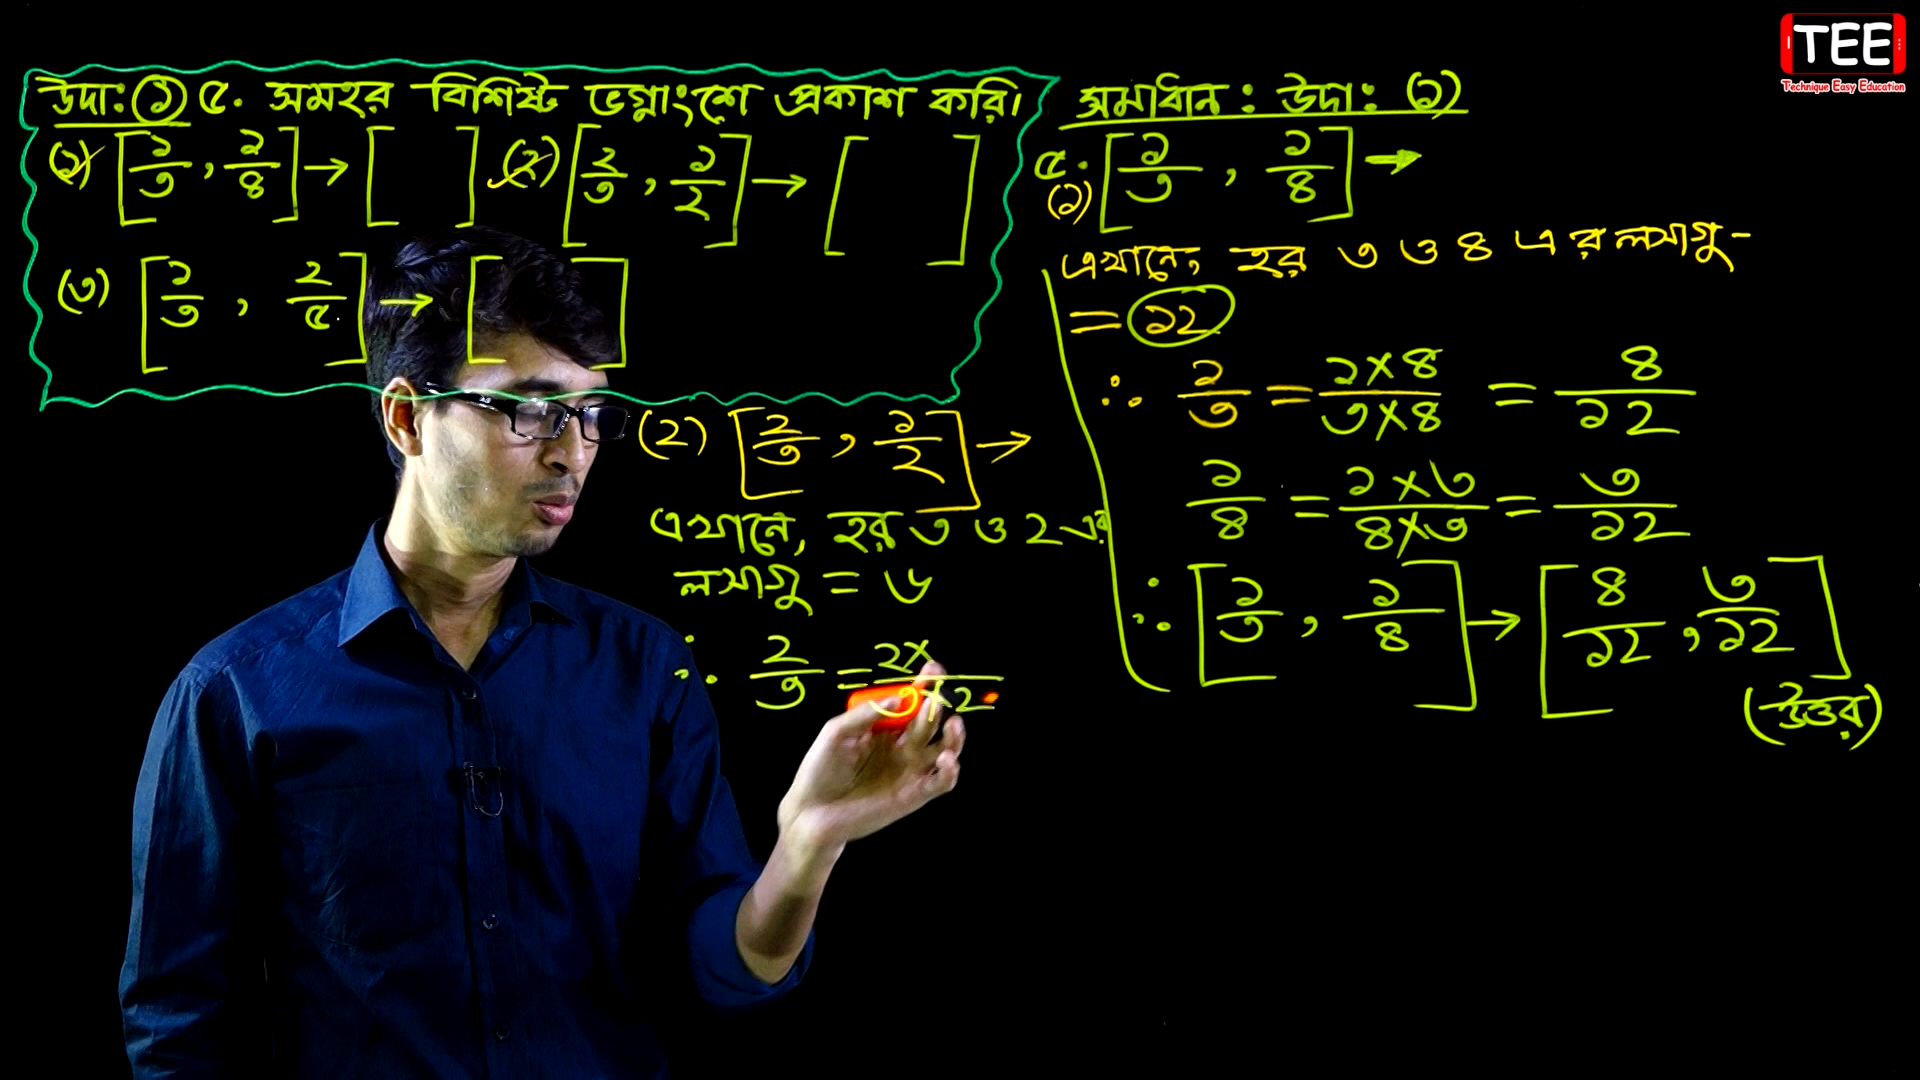 উদা: (১) ৫. সমহর বিশিষ্ট ভগ্নাংশে প্রকাশ করি।
(১) [১/৩, ১/৪] → [ ] (২) [২/৩, ১/২] → [ ]
(৩) [১/৩, ২/৫] → [ ]
(২) [২/৩, ১/২] →
এখানে, হর ৩ ও ২ এর
লসাগু = ৬
∴ ২/৩ = ২×/৩×২
সমাধান: উদা: (১)
৫. [১/৩, ১/৪] →
(১)
এখানে, হর ৩ ও ৪ এর লসাগু -
= ১২
∴ ১/৩ = ১×৪/৩×৪ = ৪/১২
১/৪ = ১×৩/৪×৩ = ৩/১২
∴ [১/৩, ১/৪] → [৪/১২, ৩/১২]
(উত্তর)
TEE
Technique Easy Education